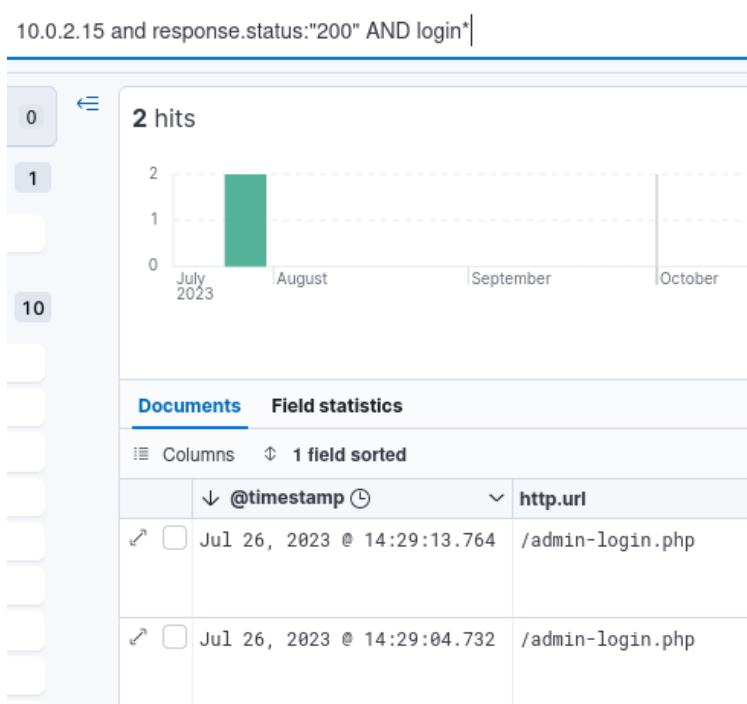 10.0.2.15 and response.status:"200" AND login*
0
2 hits
1
10
2
1
0
July
2023
August
September
October
Documents Field statistics
Columns 1 field sorted
@timestamp http.url
Jul 26, 2023 @ 14:29:13.764 /admin-login.php
Jul 26, 2023 @ 14:29:04.732 /admin-login.php